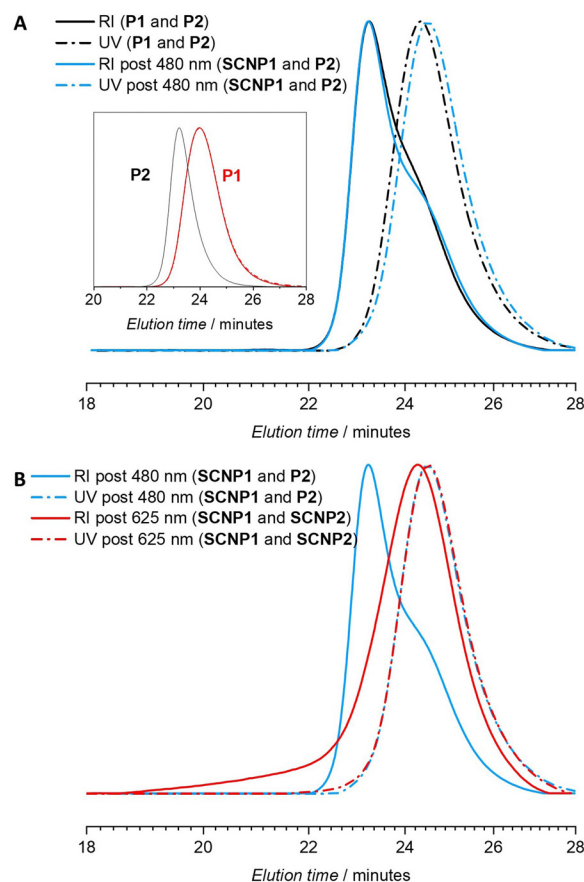 A
RI (P1 and P2)
UV (P1 and P2)
RI post 480 nm (SCNP1 and P2)
UV post 480 nm (SCNP1 and P2)
P2
P1
20 22 24 26 28
Elution time / minutes
18 20 22 24 26 28
Elution time / minutes
B
RI post 480 nm (SCNP1 and P2)
UV post 480 nm (SCNP1 and P2)
RI post 625 nm (SCNP1 and SCNP2)
UV post 625 nm (SCNP1 and SCNP2)
18 20 22 24 26 28
Elution time / minutes